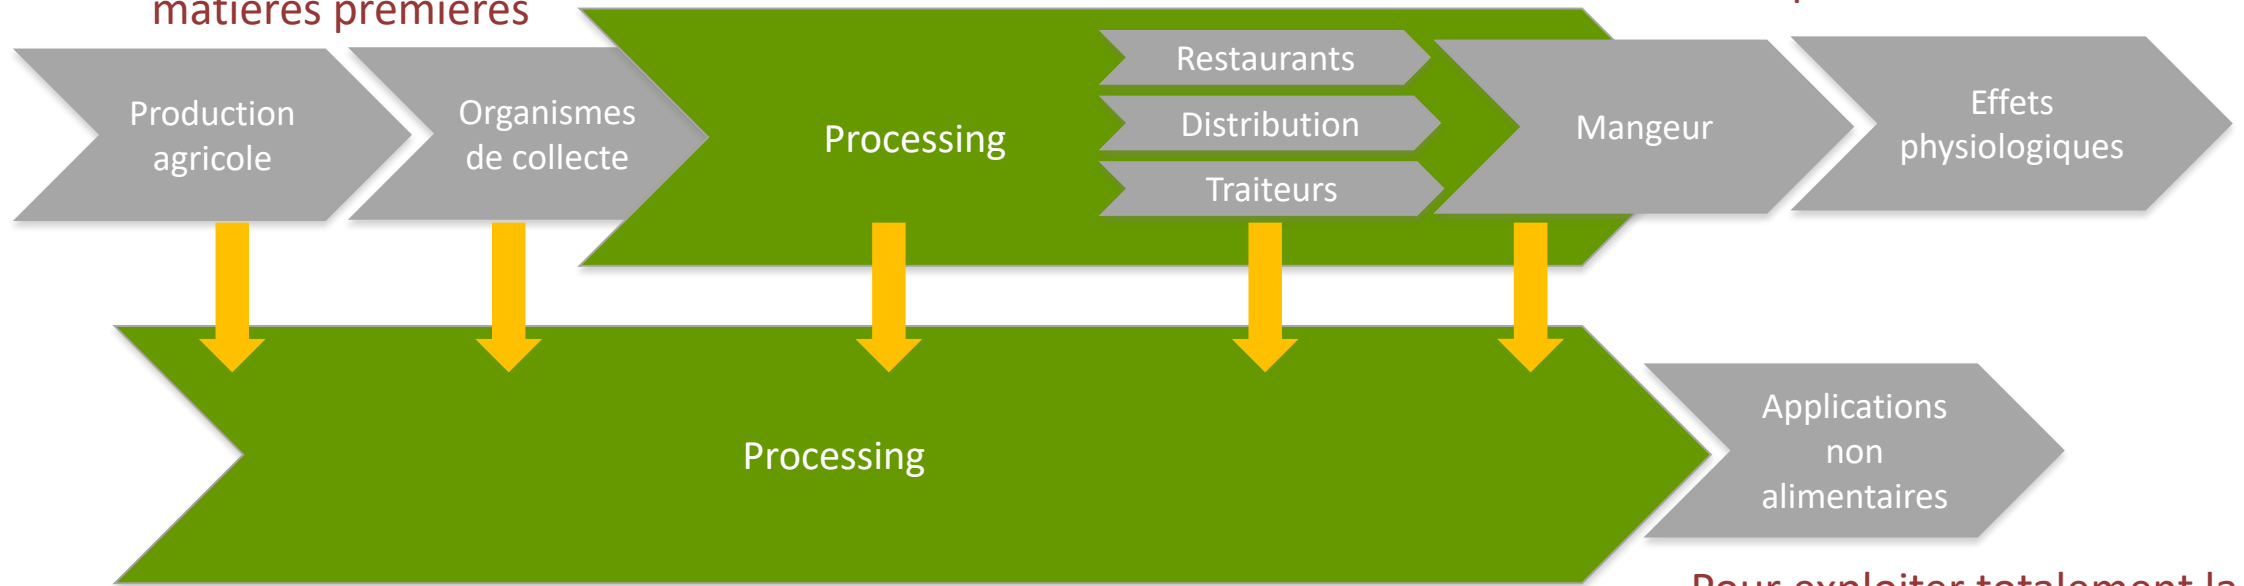 matières premières
Production
agricole
Organismes
de collecte
Processing
Restaurants
Distribution
Traiteurs
Mangeur
Effets
physiologiques
Processing
Applications
non
alimentaires
Pour exploiter totalement la